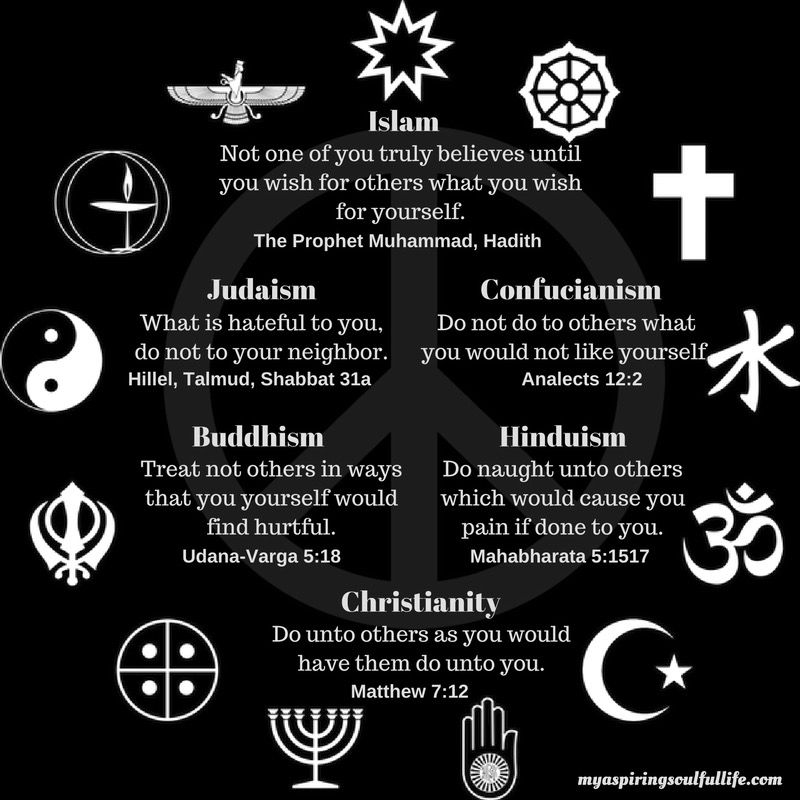 Islam
Not one of you truly believes until
you wish for others what you wish
for yourself.
The Prophet Muhammad, Hadith
Judaism
What is hateful to you,
do not to your neighbor.
Hillel, Talmud, Shabbat 31a
Confucianism
Do not do to others what
you would not like yourself.
Analects 12:2
Buddhism
Treat not others in ways
that you yourself would
find hurtful.
Udana-Varga 5:18
Hinduism
Do naught unto others
which would cause you
pain if done to you.
Mahabharata 5:1517
Christianity
Do unto others as you would
have them do unto you.
Matthew 7:12
myaspiringsoulfullife.com